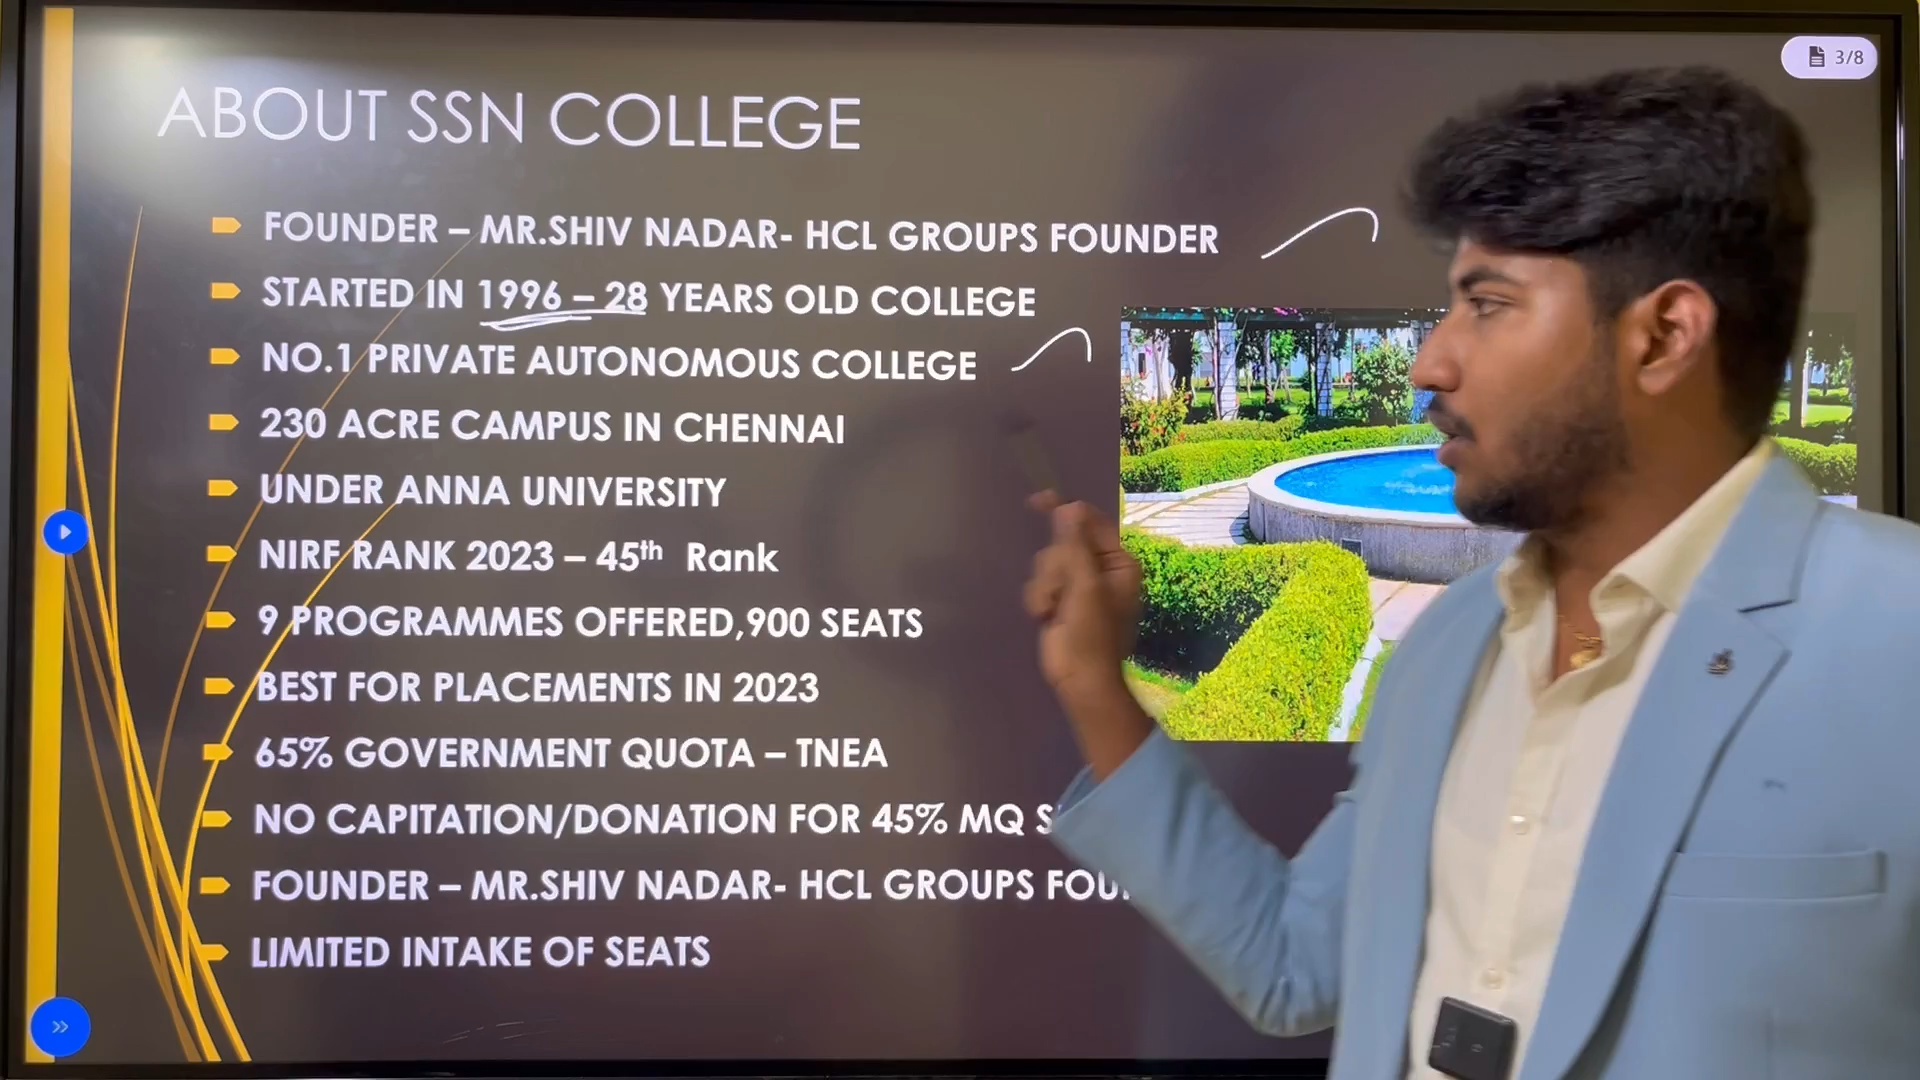 3/8
ABOUT SSN COLLEGE
FOUNDER – MR.SHIV NADAR- HCL GROUPS FOUNDER
STARTED IN 1996 – 28 YEARS OLD COLLEGE
NO.1 PRIVATE AUTONOMOUS COLLEGE
230 ACRE CAMPUS IN CHENNAI
UNDER ANNA UNIVERSITY
NIRF RANK 2023 – 45th Rank
9 PROGRAMMES OFFERED,900 SEATS
BEST FOR PLACEMENTS IN 2023
65% GOVERNMENT QUOTA – TNEA
NO CAPITATION/DONATION FOR 45% MQ
FOUNDER – MR.SHIV NADAR- HCL GROUPS
LIMITED INTAKE OF SEATS